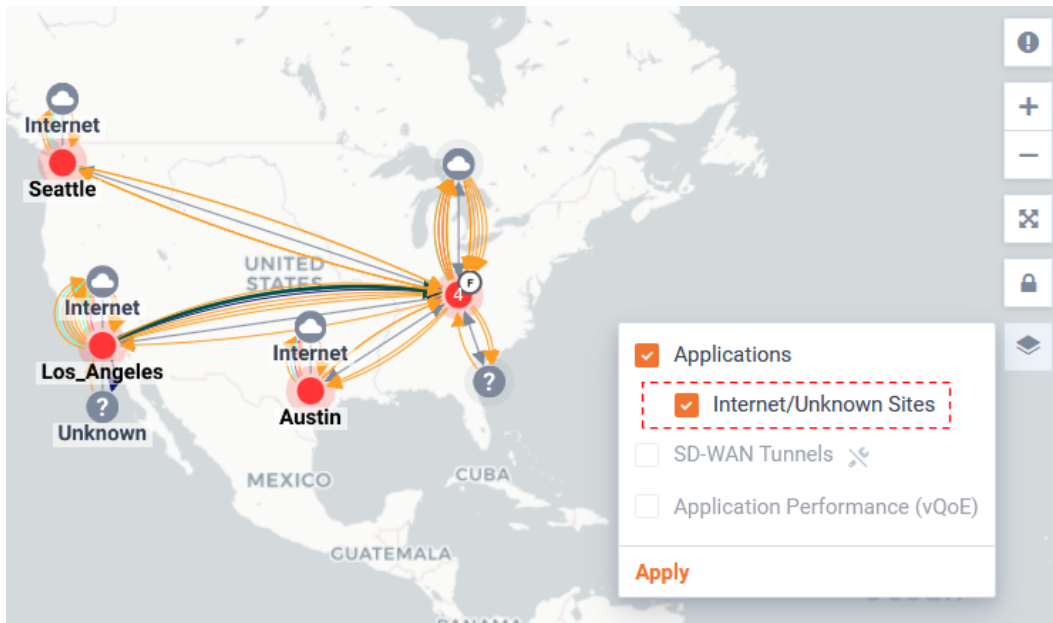 Internet
Seattle
UNITED
STATES
F
4
Internet
Los_Angeles
Internet
Austin
?
?
Unknown
MEXICO
CUBA
GUATEMALA
Applications
Internet/Unknown Sites
SD-WAN Tunnels
Application Performance (vQoE)
Apply